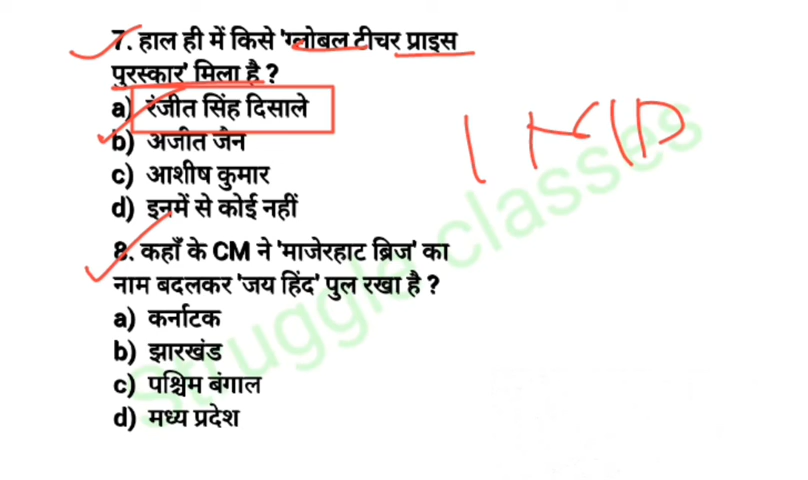 7. हाल ही में किसे 'ग्लोबल टीचर प्राइस
पुरस्कार' मिला है ?
a) रंजीत सिंह दिसाले
b) अजीत जैन
c) आशीष कुमार
d) इनमें से कोई नहीं
8. कहाँ के CM ने 'माजेरहाट ब्रिज' का
नाम बदलकर 'जय हिंद' पुल रखा है ?
a) कर्नाटक
b) झारखंड
c) पश्चिम बंगाल
d) मध्य प्रदेश
struggle classes